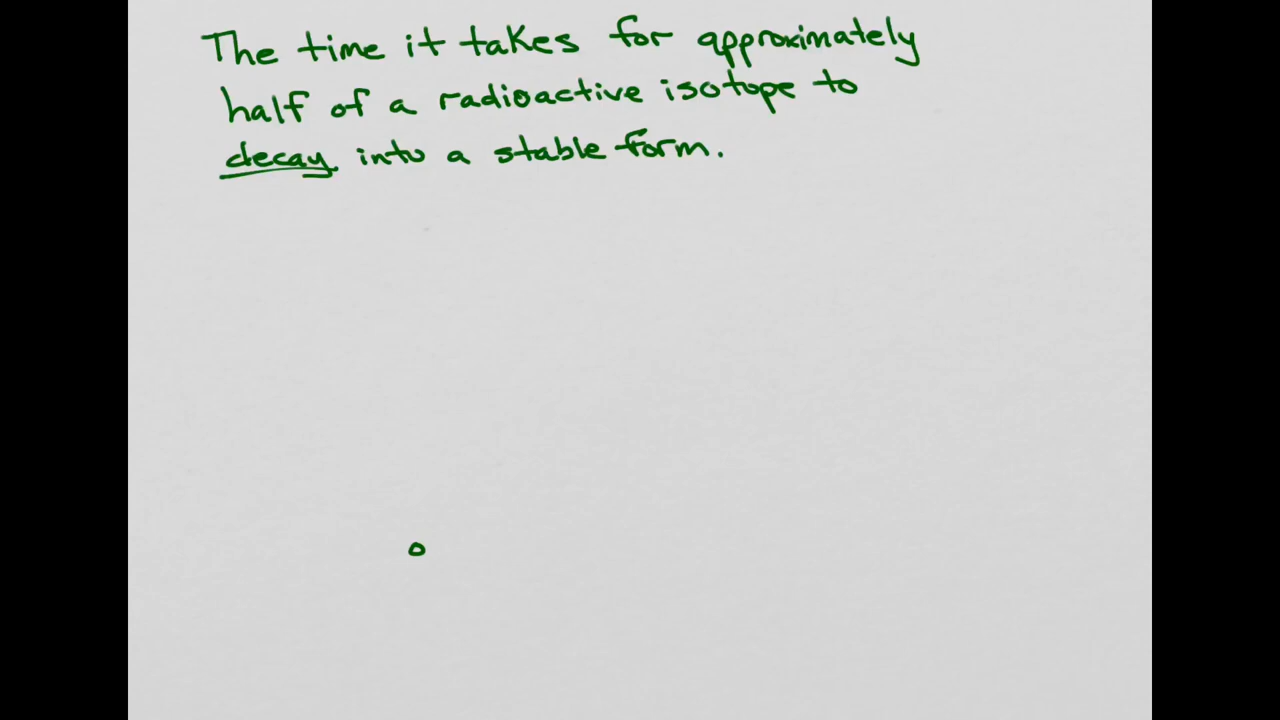 The time it takes for approximately
half of a radioactive isotope to
decay into a stable form.